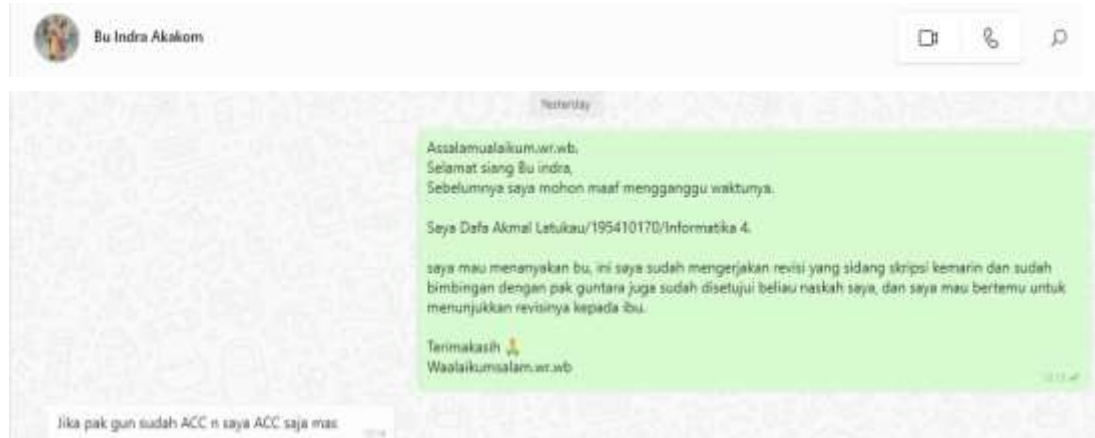 Bu Indra Akakom
Yesterday
Assalamualaikum.wr.wb.
Selamat siang Bu indra,
Sebelumnya saya mohon maaf mengganggu waktunya.
Saya Dafa Akmal Letukau/195410170/Informatika 4.
saya mau menanyakan bu, ini saya sudah mengerjakan revisi yang sidang skripsi kemarin dan sudah
bimbingan dengan pak guntara juga sudah disetujui beliau naskah saya, dan saya mau bertemu untuk
menunjukkan revisinya kepada ibu.
Terimakasih 🙏
Waalaikumsalam.wr.wb
Jika pak gun sudah ACC n saya ACC saja mas